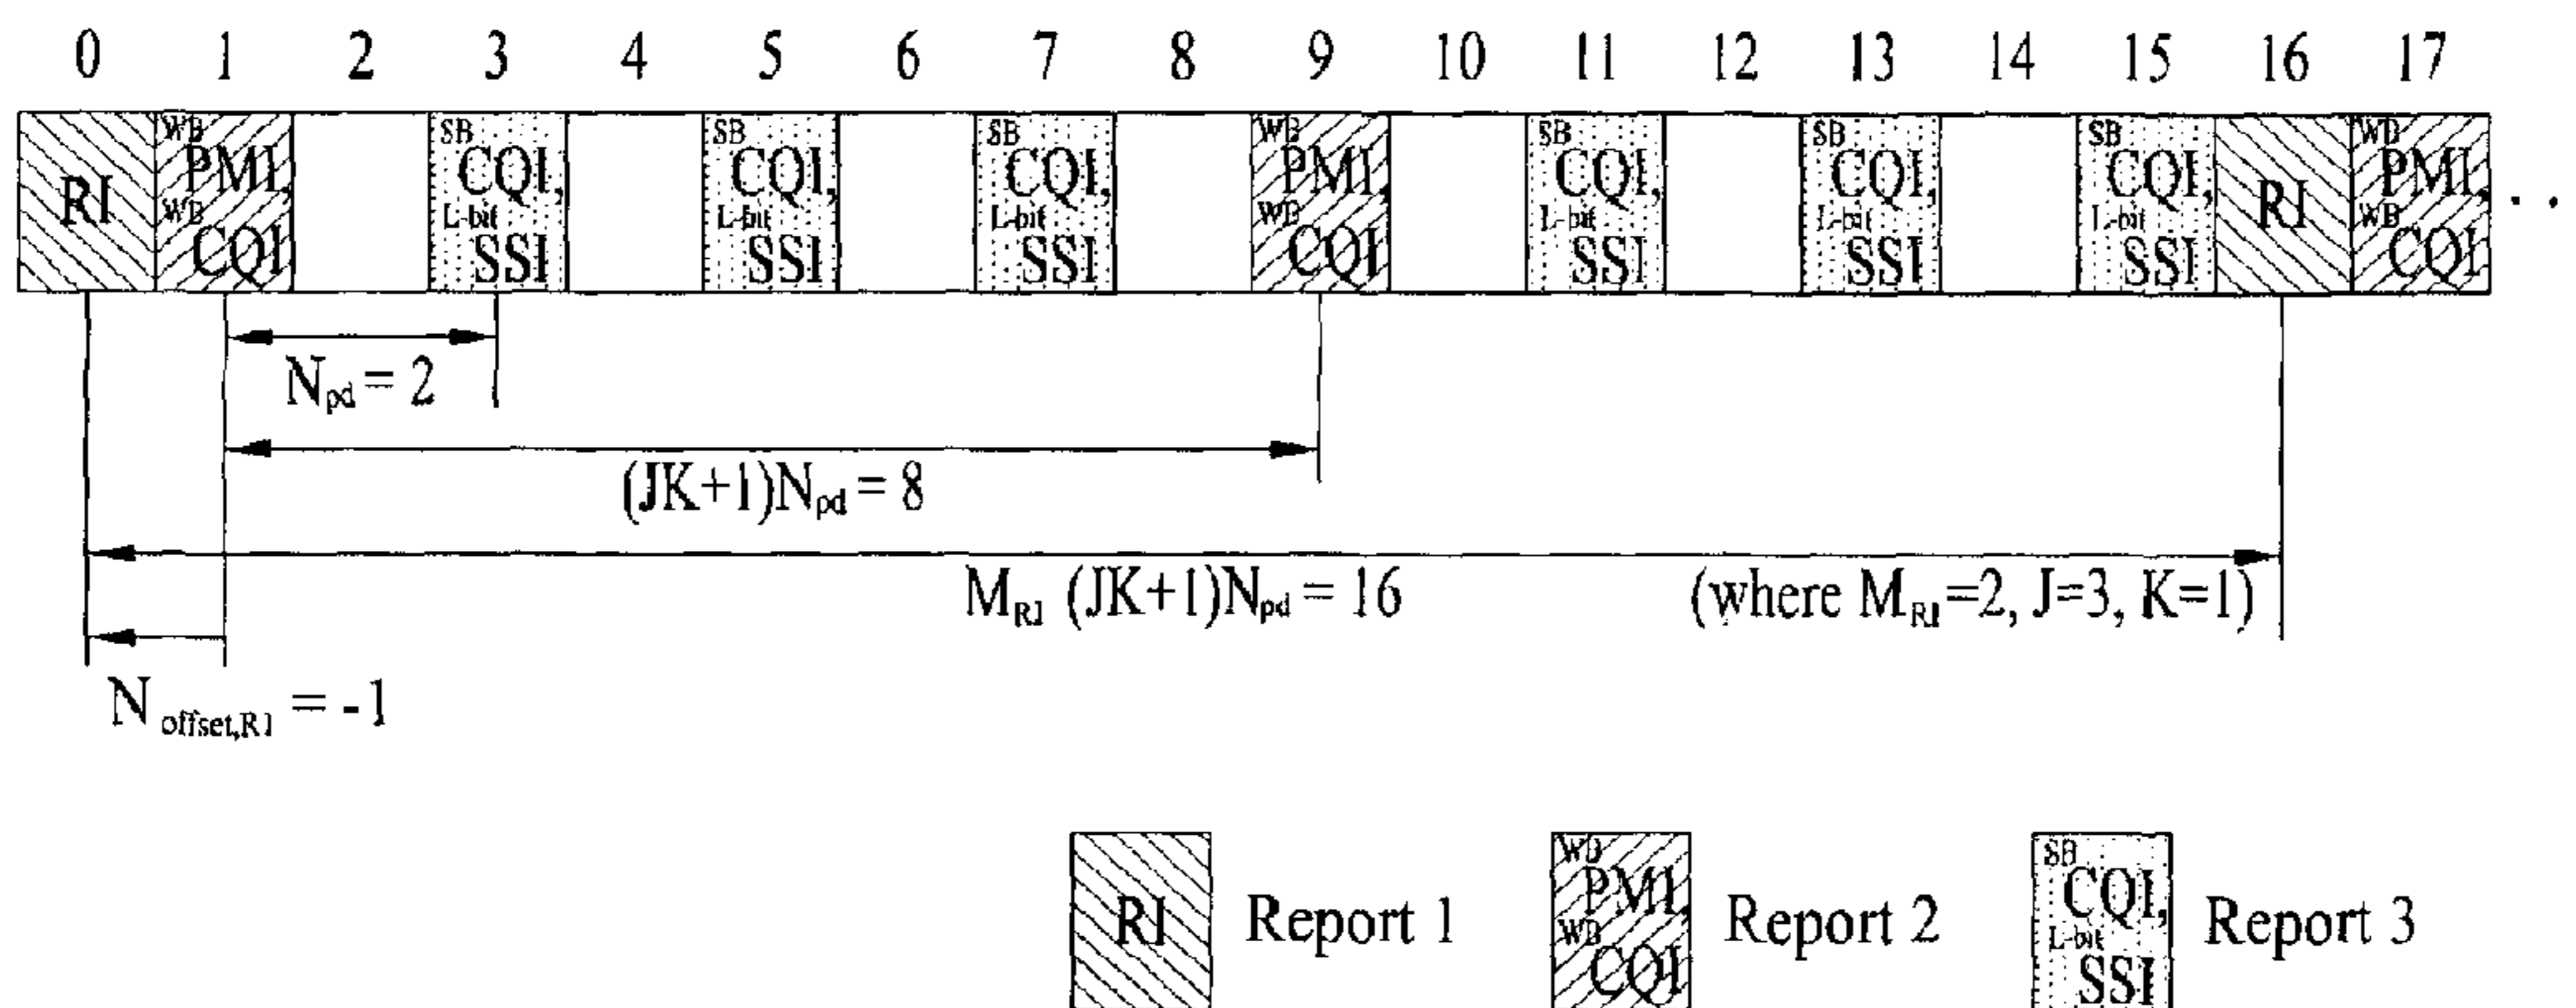 0 1 2 3 4 5 6 7 8 9 10 11 12 13 14 15 16 17
RI
WB
PMI,
WB
CQI
SB
CQI,
L-bit
SSI
SB
CQI,
L-bit
SSI
SB
CQI,
L-bit
SSI
WB
PMI,
WB
CQI
SB
CQI,
L-bit
SSI
SB
CQI,
L-bit
SSI
SB
CQI,
L-bit
SSI
RI
WB
PMI,
WB
CQI
. .
Npd = 2
(JK+1)Npd = 8
MRI (JK+1)Npd = 16 (where MRI=2, J=3, K=1)
Noffset,RI = -1
RI
Report 1
WB
PMI,
WB
CQI
Report 2
SB
CQI,
L-bit
SSI
Report 3